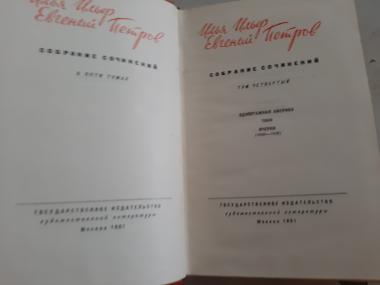 Илья Ильф
Евгений Петров
СОБРАНИЕ СОЧИНЕНИЙ
В ПЯТИ ТОМАХ
ГОСУДАРСТВЕННОЕ ИЗДАТЕЛЬСТВО
художественной литературы
Москва 1961
Илья Ильф
Евгений Петров
СОБРАНИЕ СОЧИНЕНИЙ
ТОМ ЧЕТВЕРТЫЙ
ОДНОЭТАЖНАЯ АМЕРИКА
ТОНЯ
ОЧЕРКИ
ГОСУДАРСТВЕННОЕ ИЗДАТЕЛЬСТВО
художественной литературы
Москва 1961